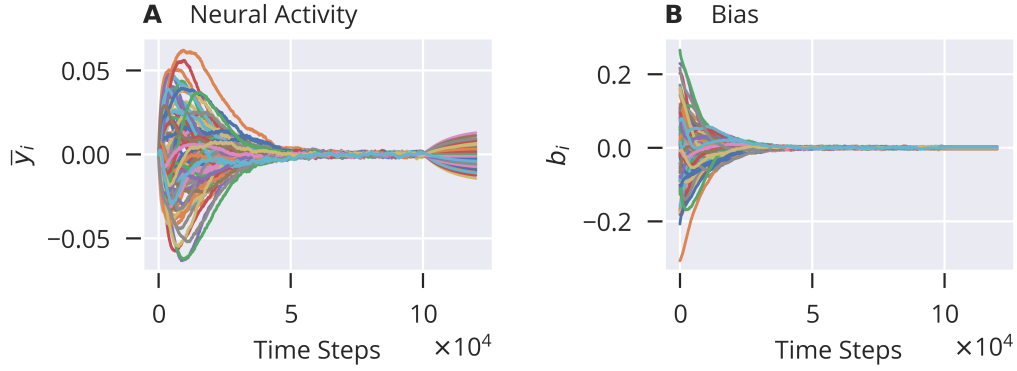 A Neural Activity
0.05
0.00
−0.05
y̅ᵢ
0 5 10
Time Steps ×10⁴
B Bias
0.2
0.0
−0.2
bᵢ
0 5 10
Time Steps ×10⁴